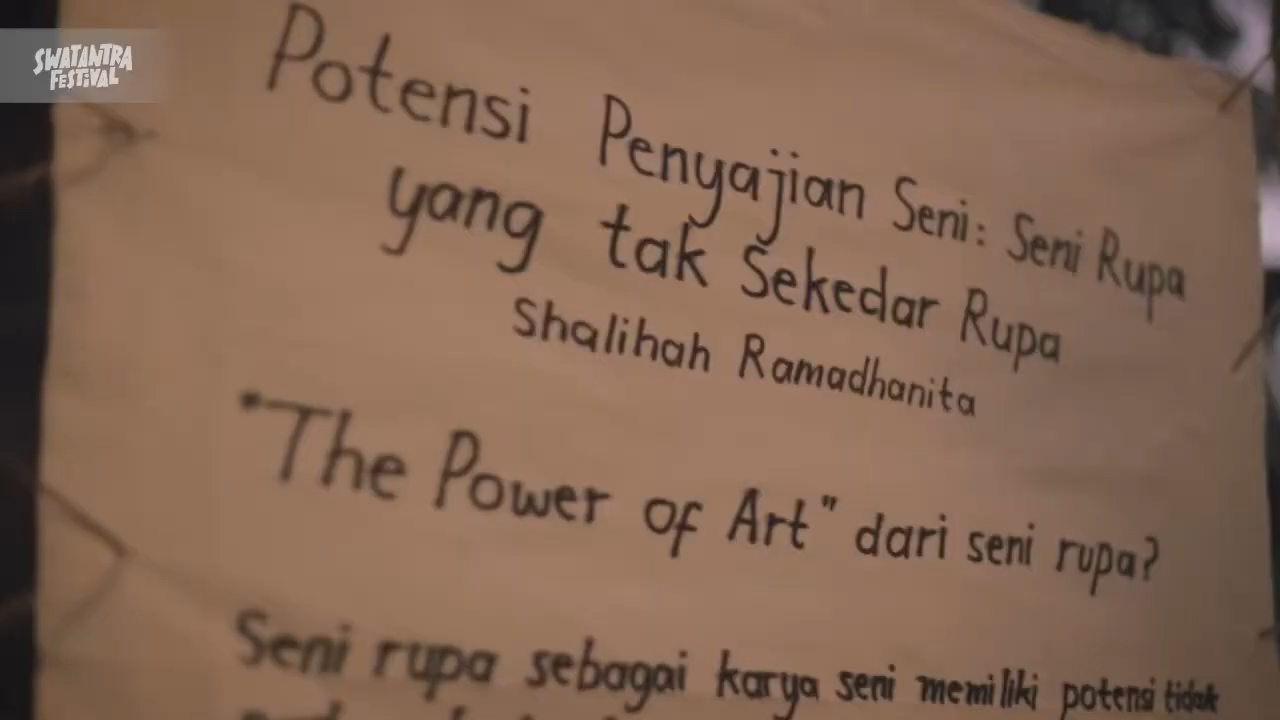 SWATANTRA
FESTIVAL
Potensi Penyajian Seni: Seni Rupa
yang tak Sekedar Rupa
Shalihah Ramadhanita
"The Power of Art" dari seni rupa?
Seni rupa sebagai karya seni memiliki potensi tidak